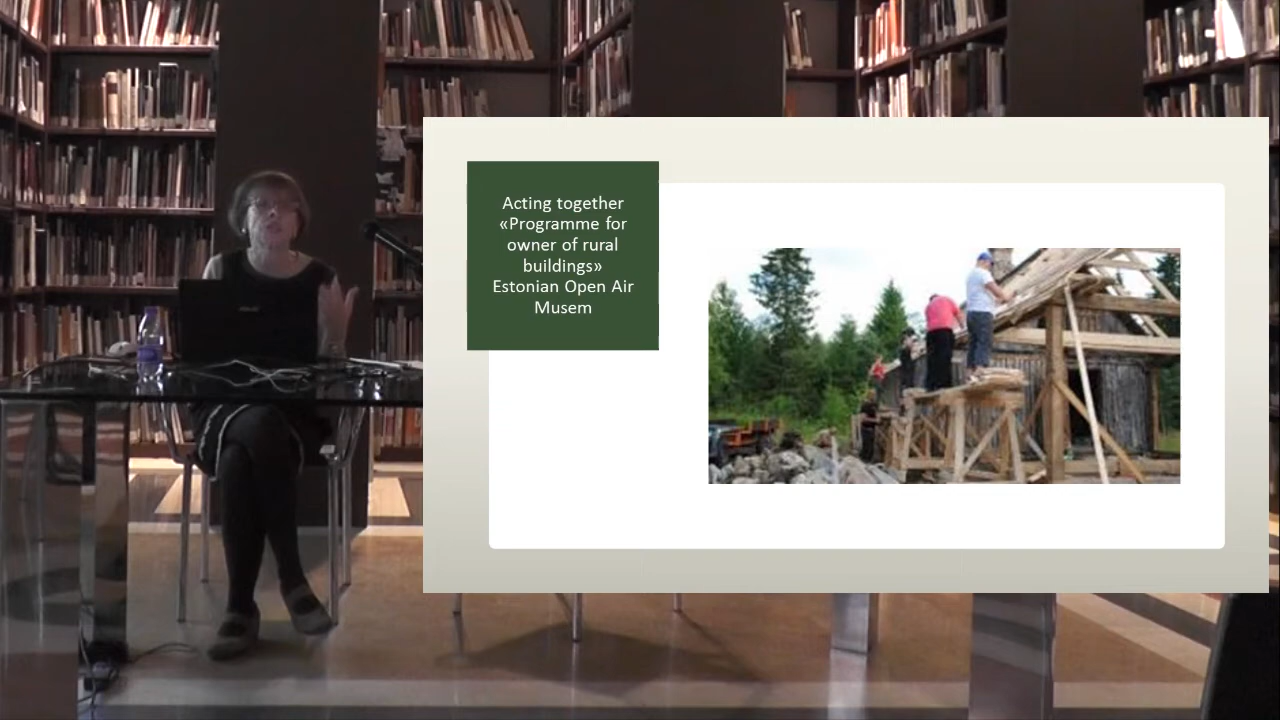 Acting together
«Programme for
owner of rural
buildings»
Estonian Open Air
Musem